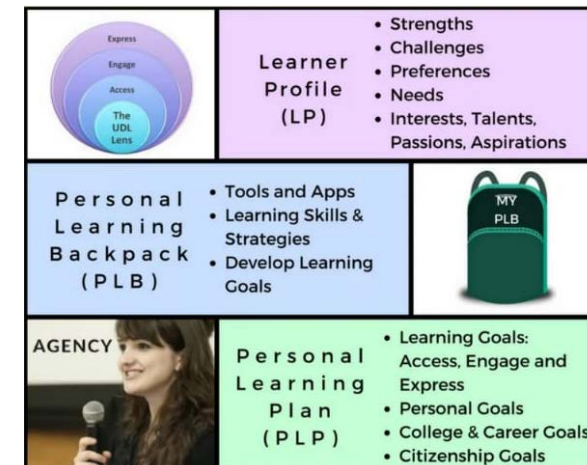 Express
Engage
Access
The
UDL
Lens
Learner
Profile
(LP)
• Strengths
• Challenges
• Preferences
• Needs
• Interests, Talents,
Passions, Aspirations
Personal
Learning
Backpack
(PLB)
• Tools and Apps
• Learning Skills &
Strategies
• Develop Learning
Goals
MY
PLB
AGENCY
Personal
Learning
Plan
(PLP)
• Learning Goals:
Access, Engage and
Express
• Personal Goals
• College & Career Goals
• Citizenship Goals